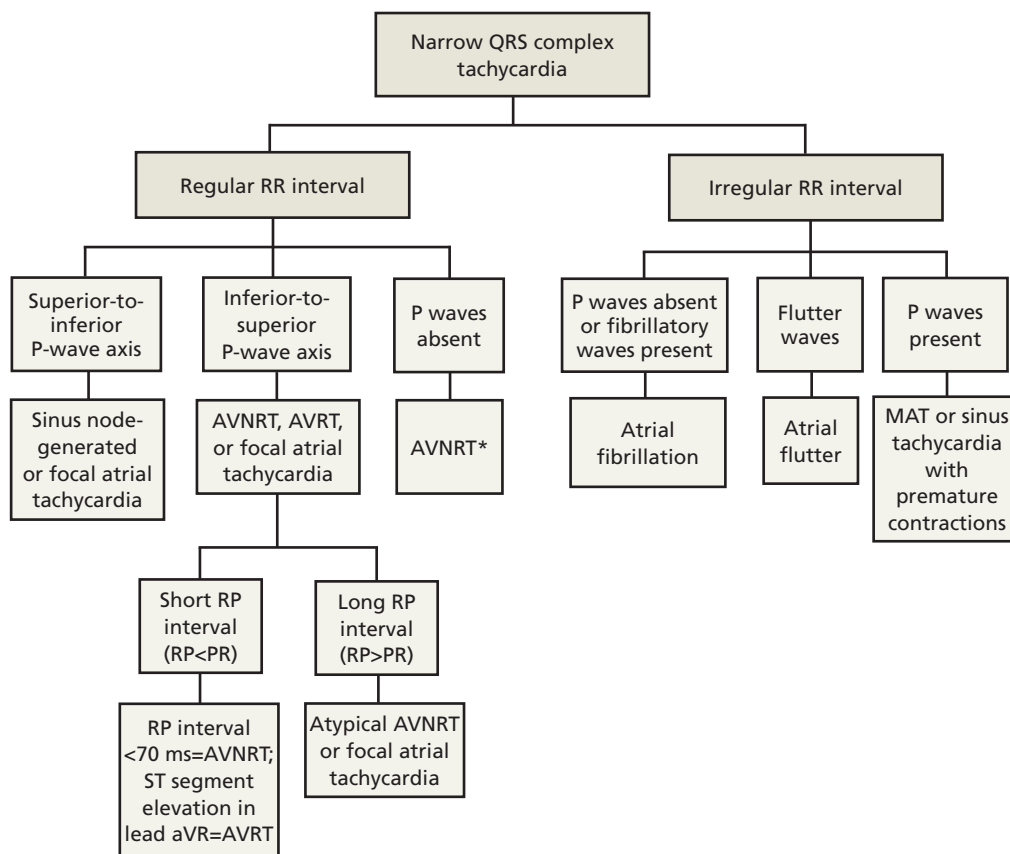 Narrow QRS complex
tachycardia
Regular RR interval
Irregular RR interval
Superior-to-
inferior
P-wave axis
Inferior-to-
superior
P-wave axis
P waves
absent
P waves absent
or fibrillatory
waves present
Flutter
waves
P waves
present
Sinus node-
generated
or focal atrial
tachycardia
AVNRT, AVRT,
or focal atrial
tachycardia
AVNRT*
Atrial
fibrillation
Atrial
flutter
MAT or sinus
tachycardia
with
premature
contractions
Short RP
interval
(RP<PR)
Long RP
interval
(RP>PR)
RP interval
<70 ms=AVNRT;
ST segment
elevation in
lead aVR=AVRT
Atypical AVNRT
or focal atrial
tachycardia